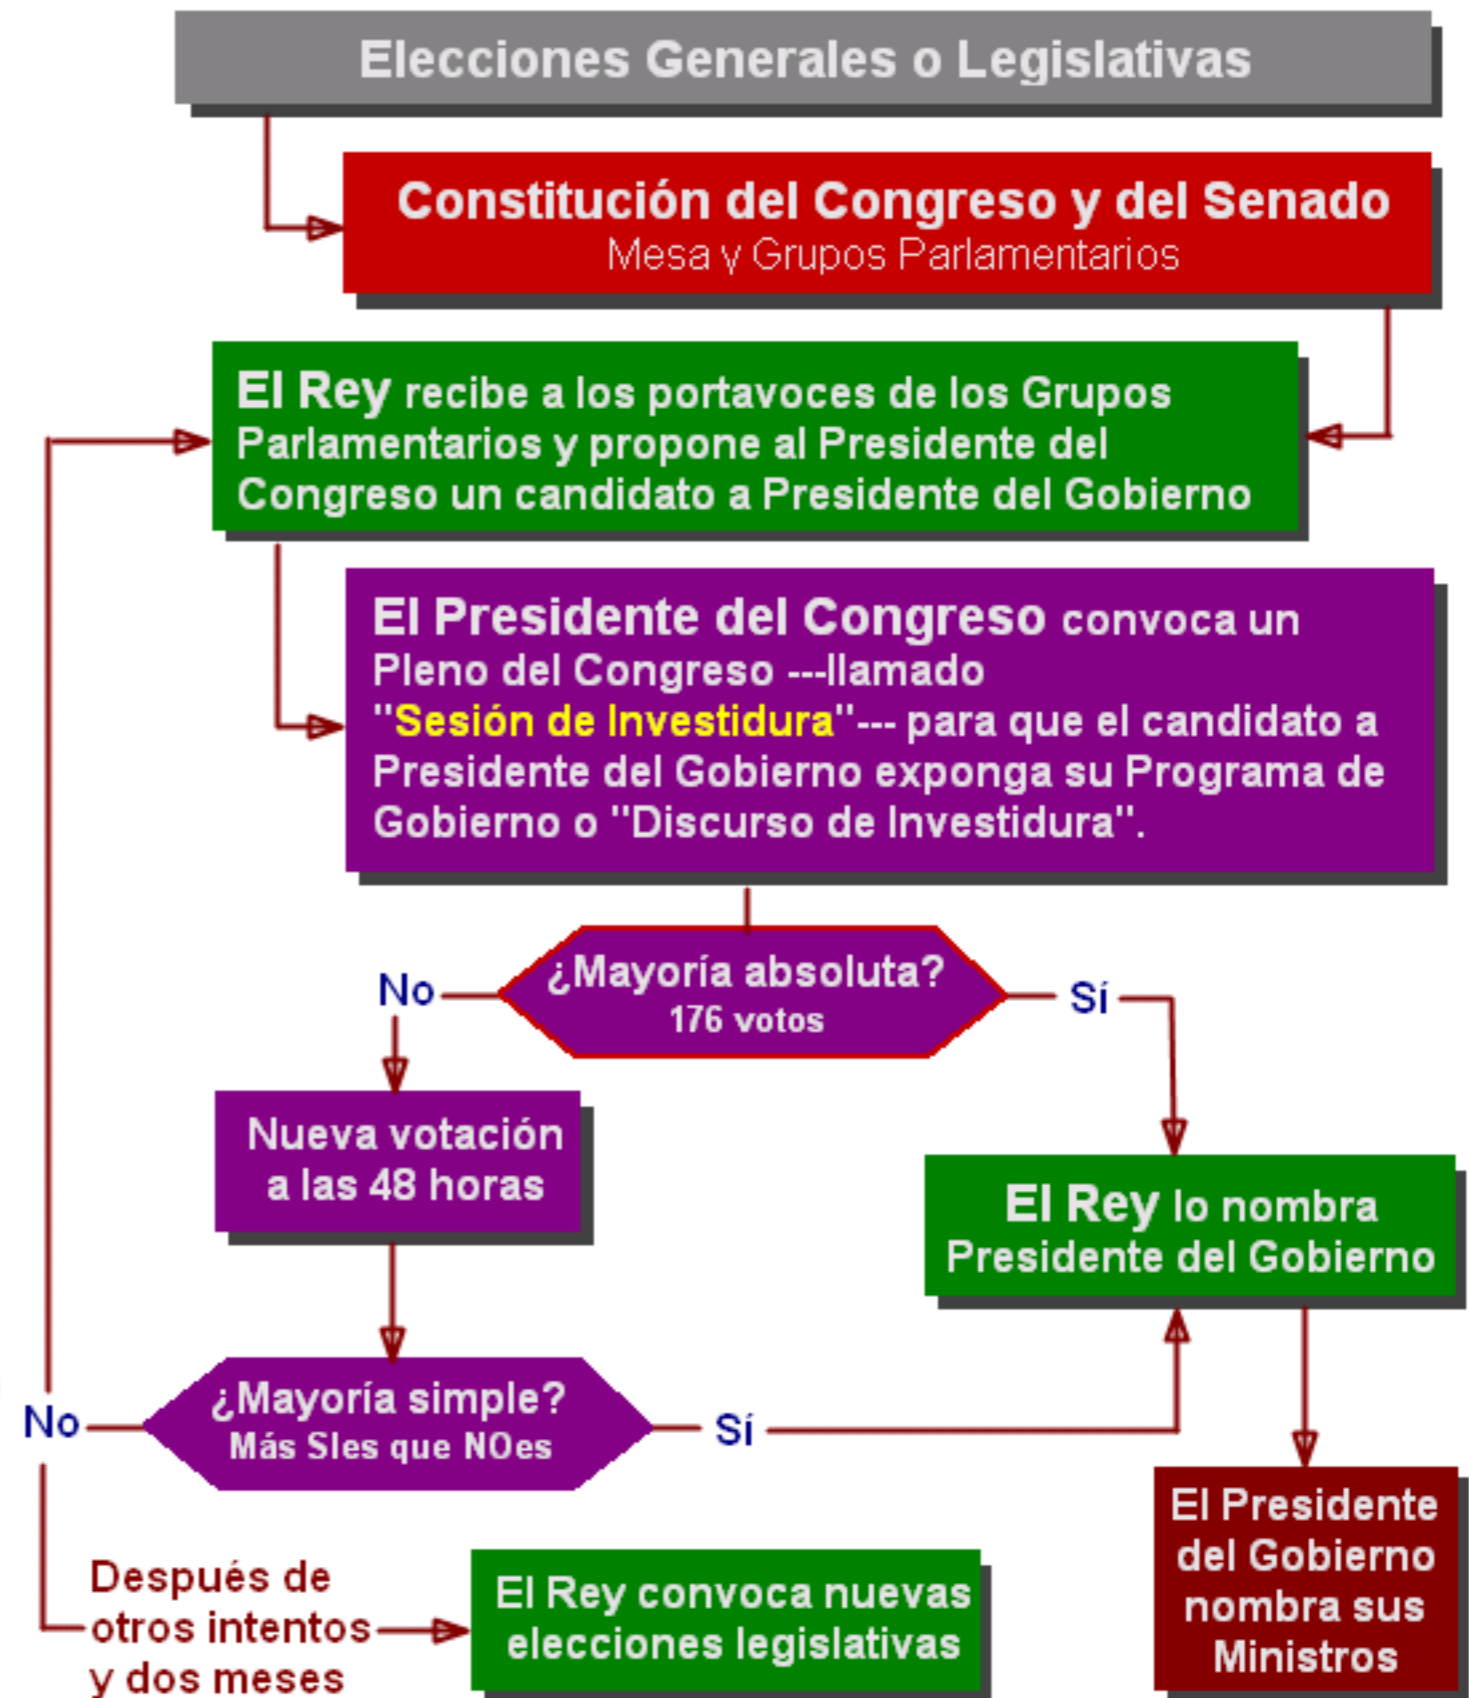 Elecciones Generales o Legislativas
Constitución del Congreso y del Senado
Mesa y Grupos Parlamentarios
El Rey recibe a los portavoces de los Grupos
Parlamentarios y propone al Presidente del
Congreso un candidato a Presidente del Gobierno
El Presidente del Congreso convoca un
Pleno del Congreso ---llamado
"Sesión de Investidura"--- para que el candidato a
Presidente del Gobierno exponga su Programa de
Gobierno o "Discurso de Investidura".
¿Mayoría absoluta?
176 votos
No
Sí
Nueva votación
a las 48 horas
El Rey lo nombra
Presidente del Gobierno
¿Mayoría simple?
Más SIes que NOes
No
Sí
Después de
otros intentos
y dos meses
El Rey convoca nuevas
elecciones legislativas
El Presidente
del Gobierno
nombra sus
Ministros